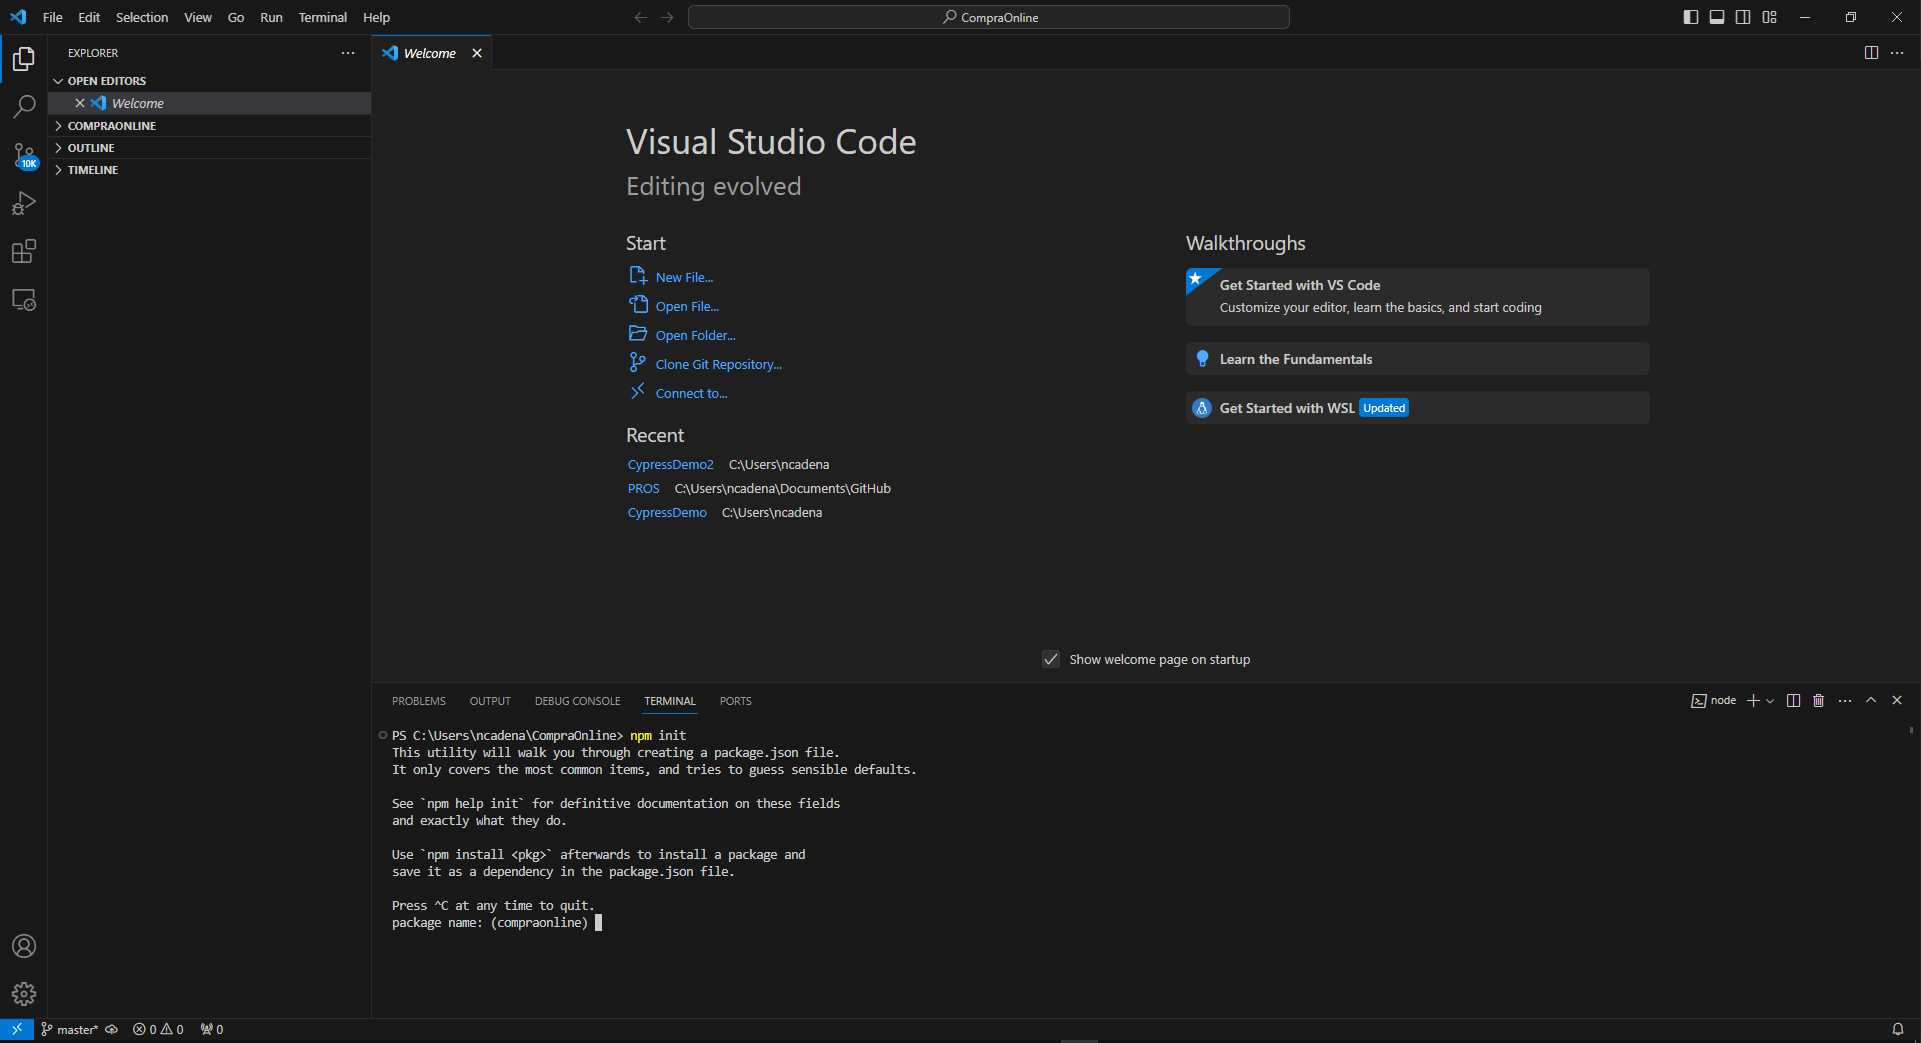 File Edit Selection View Go Run Terminal Help
CompraOnline
EXPLORER
OPEN EDITORS
Welcome
COMPRAONLINE
OUTLINE
TIMELINE
10K
Welcome
Visual Studio Code
Editing evolved
Start
New File...
Open File...
Open Folder...
Clone Git Repository...
Connect to...
Recent
CypressDemo2 C:\Users\ncadena
PROS C:\Users\ncadena\Documents\GitHub
CypressDemo C:\Users\ncadena
Walkthroughs
Get Started with VS Code
Customize your editor, learn the basics, and start coding
Learn the Fundamentals
Get Started with WSL Updated
Show welcome page on startup
PROBLEMS OUTPUT DEBUG CONSOLE TERMINAL PORTS
node
PS C:\Users\ncadena\CompraOnline> npm init
This utility will walk you through creating a package.json file.
It only covers the most common items, and tries to guess sensible defaults.
See `npm help init` for definitive documentation on these fields
and exactly what they do.
Use `npm install <pkg>` afterwards to install a package and
save it as a dependency in the package.json file.
Press ^C at any time to quit.
package name: (compraonline)
master* 0 0 0